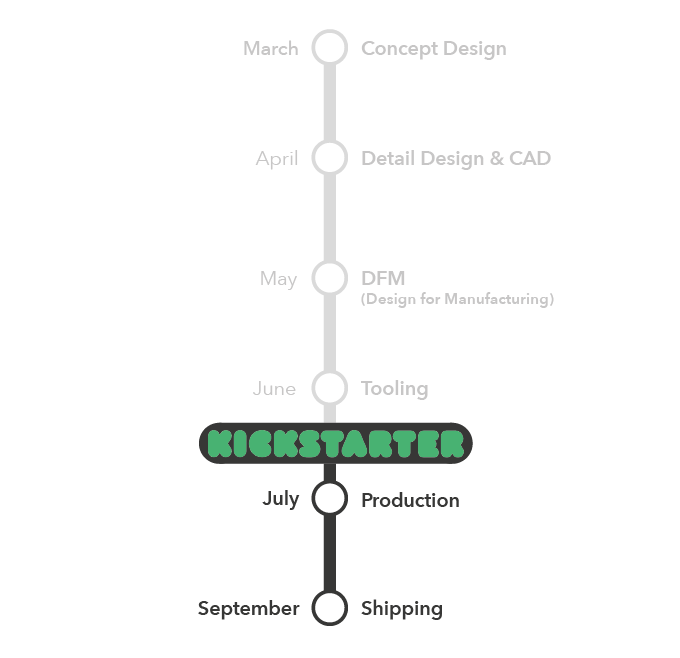 March Concept Design
April Detail Design & CAD
May DFM
(Design for Manufacturing)
June Tooling
KICKSTARTER
July Production
September Shipping